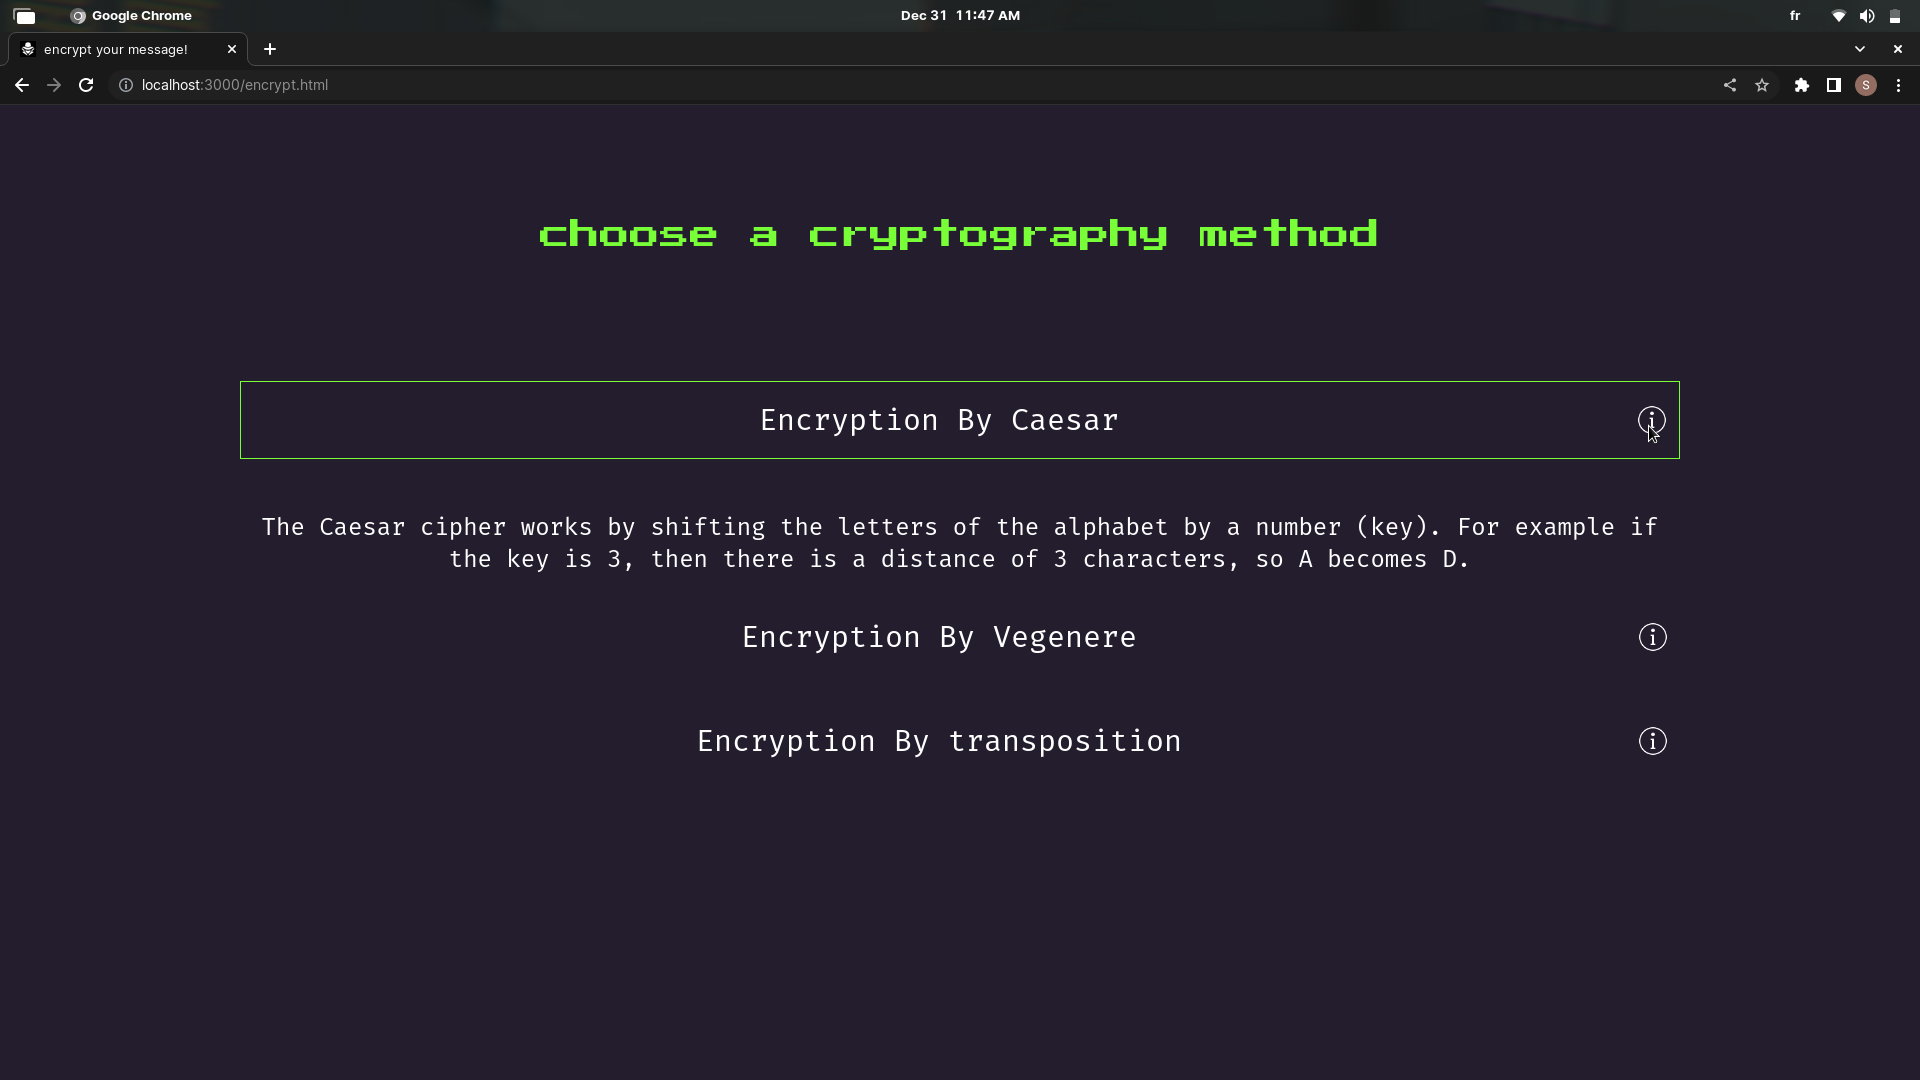 Google Chrome
Dec 31 11:47 AM
fr
encrypt your message!
localhost:3000/encrypt.html
S
choose a cryptography method
Encryption By Caesar
The Caesar cipher works by shifting the letters of the alphabet by a number (key). For example if
the key is 3, then there is a distance of 3 characters, so A becomes D.
Encryption By Vegenere
Encryption By transposition